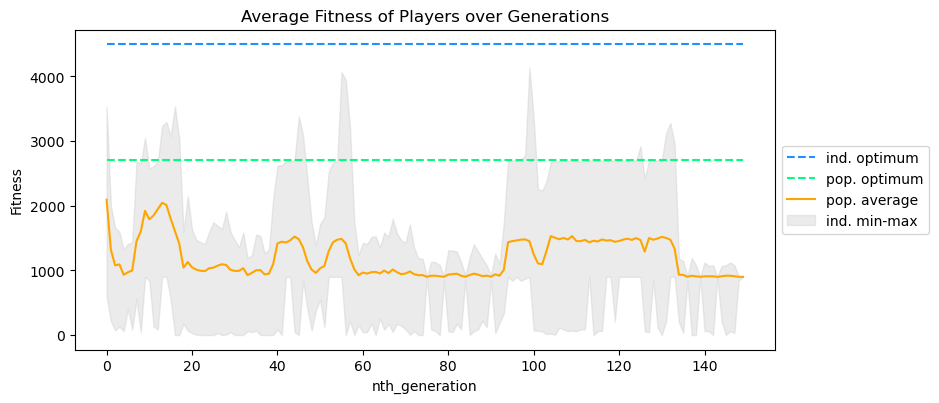 Average Fitness of Players over Generations
Fitness
4000
3000
2000
1000
0
0 20 40 60 80 100 120 140
nth_generation
ind. optimum
pop. optimum
pop. average
ind. min-max